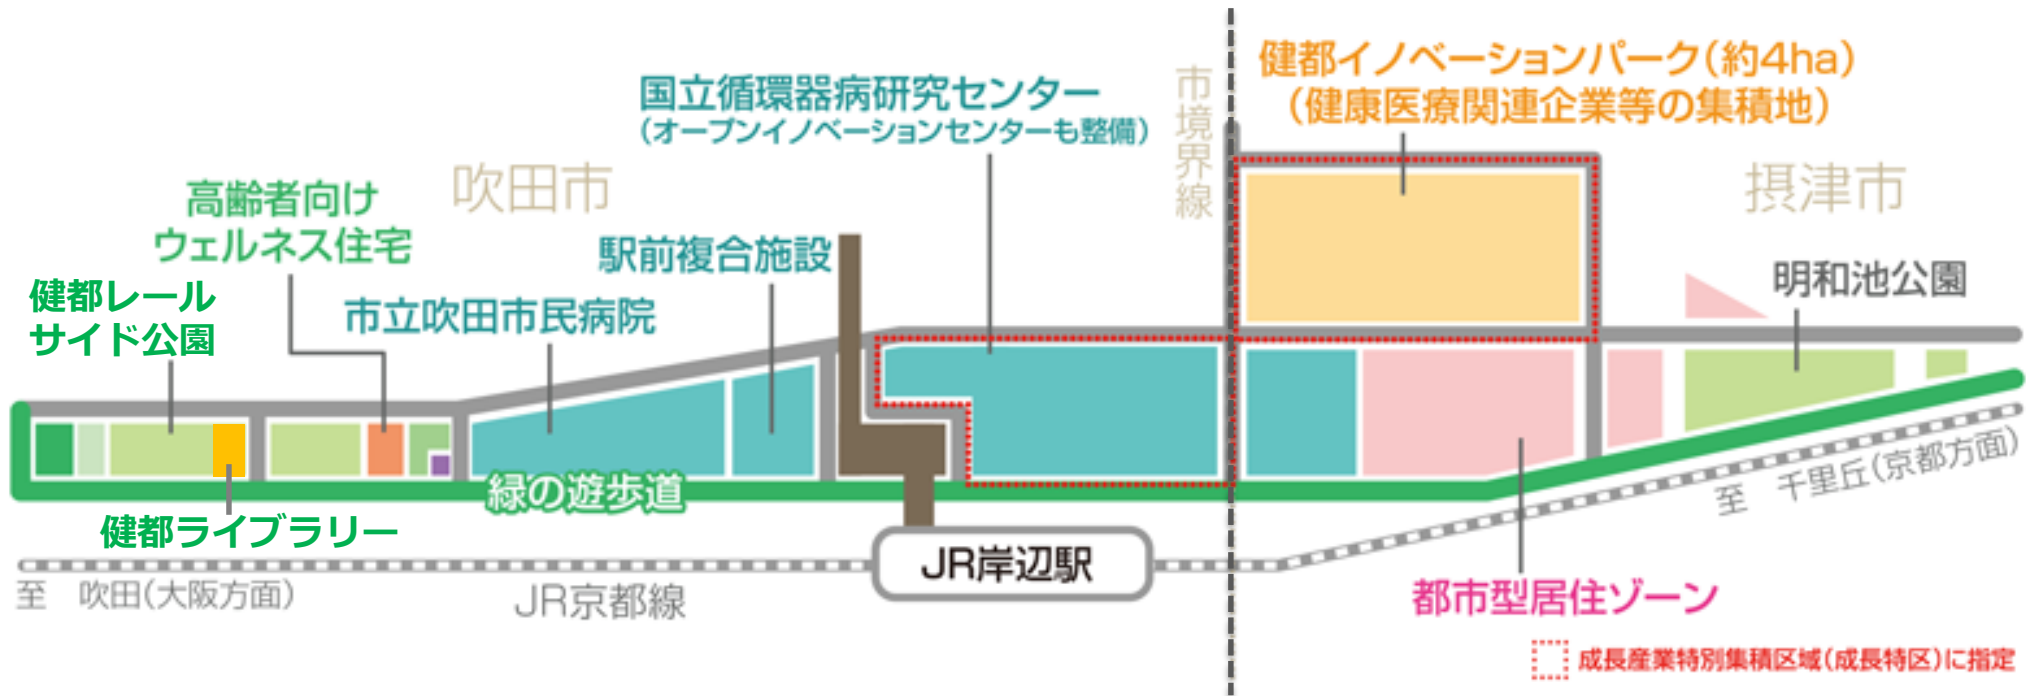 健都イノベーションパーク(約4ha)
(健康医療関連企業等の集積地)
国立循環器病研究センター
(オープンイノベーションセンターも整備)
市境界線
吹田市
摂津市
高齢者向け
ウェルネス住宅
駅前複合施設
明和池公園
健都レール
サイド公園
市立吹田市民病院
緑の遊歩道
健都ライブラリー
至 千里丘(京都方面)
JR岸辺駅
至 吹田(大阪方面)
JR京都線
都市型居住ゾーン
成長産業特別集積区域(成長特区)に指定